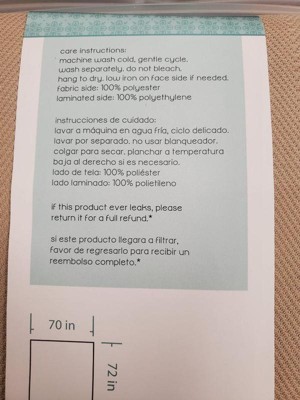 care instructions:
machine wash cold, gentle cycle.
wash separately. do not bleach.
hang to dry. low iron on face side if needed.
fabric side: 100% polyester
laminated side: 100% polyethylene
instrucciones de cuidado:
lavar a máquina en agua fría, ciclo delicado.
lavar por separado. no usar blanqueador.
colgar para secar. planchar a temperatura
baja al derecho si es necesario.
lado de tela: 100% poliéster
lado laminado: 100% polietileno
if this product ever leaks, please
return it for a full refund.*
si este producto llegara a filtrar,
favor de regresarlo para recibir un
reembolso completo.*
70 in
72 in